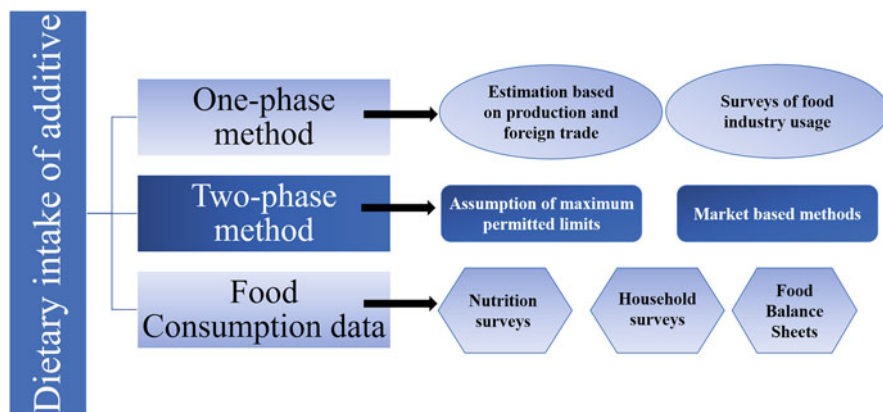 Dietary intake of additive
One-phase
method
Estimation based
on production and
foreign trade
Surveys of food
industry usage
Two-phase
method
Assumption of maximum
permitted limits
Market based methods
Food
Consumption data
Nutrition
surveys
Household
surveys
Food
Balance
Sheets